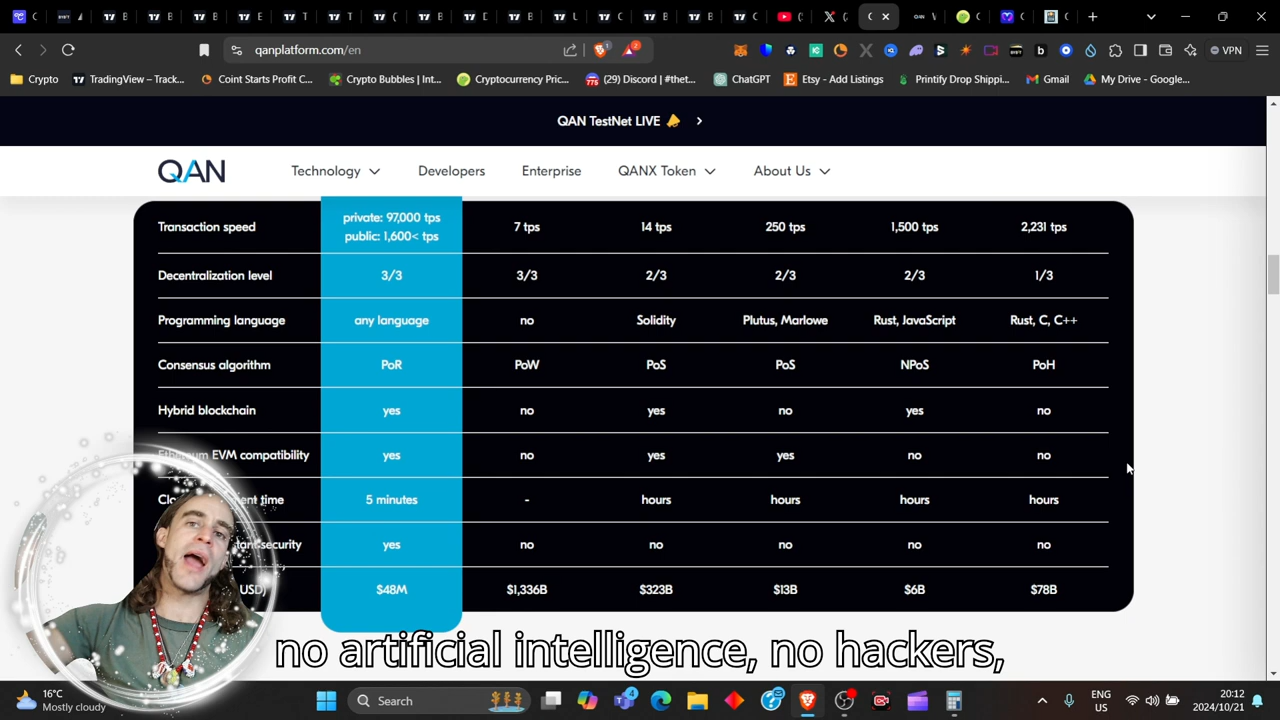 qanplatform.com/en
1
2
VPN
Crypto
TradingView – Track...
Coint Starts Profit C...
Crypto Bubbles | Int...
Cryptocurrency Pric...
(29) Discord | #thet...
ChatGPT
Etsy - Add Listings
Printify Drop Shippi...
Gmail
My Drive - Google...
QAN TestNet LIVE
QAN
Technology
Developers
Enterprise
QANX Token
About Us
Transaction speed
private: 97,000 tps
public: 1,600< tps
7 tps
14 tps
250 tps
1,500 tps
2,231 tps
Decentralization level
3/3
3/3
2/3
2/3
2/3
1/3
Programming language
any language
no
Solidity
Plutus, Marlowe
Rust, JavaScript
Rust, C, C++
Consensus algorithm
PoR
PoW
PoS
PoS
NPoS
PoH
Hybrid blockchain
yes
no
yes
no
yes
no
EVM compatibility
yes
no
yes
yes
no
no
time
5 minutes
-
hours
hours
hours
hours
security
yes
no
no
no
no
no
USD)
$48M
$1,336B
$323B
$13B
$6B
$78B
no artificial intelligence, no hackers,
16°C
Mostly cloudy
Search
4
ENG
US
20:12
2024/10/21